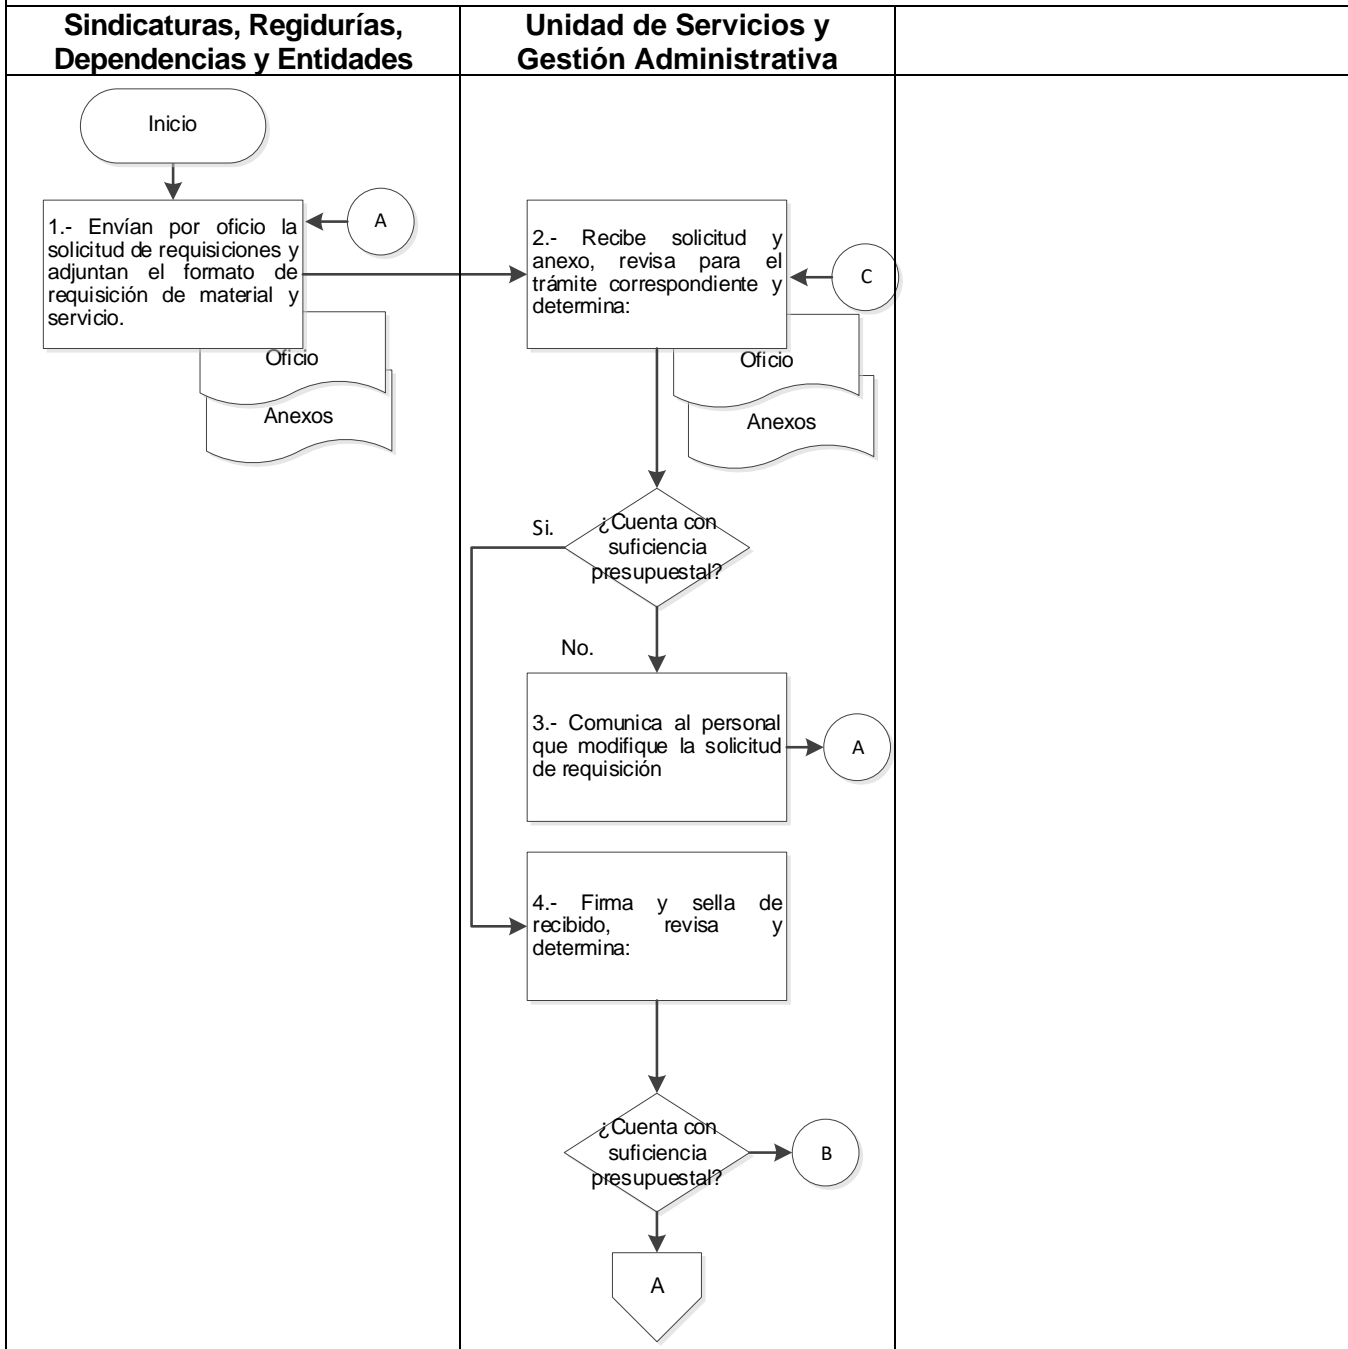 Sindicaturas, Regidurías,
Dependencias y Entidades
Unidad de Servicios y
Gestión Administrativa
Inicio
1.- Envían por oficio la
solicitud de requisiciones y
adjuntan el formato de
requisición de material y
servicio.
A
Oficio
Anexos
2.- Recibe solicitud y
anexo, revisa para el
trámite correspondiente y
determina:
C
Oficio
Anexos
¿Cuenta con
suficiencia
presupuestal?
Si.
No.
3.- Comunica al personal
que modifique la solicitud
de requisición
A
4.- Firma y sella de
recibido, revisa y
determina:
¿Cuenta con
suficiencia
presupuestal?
B
A